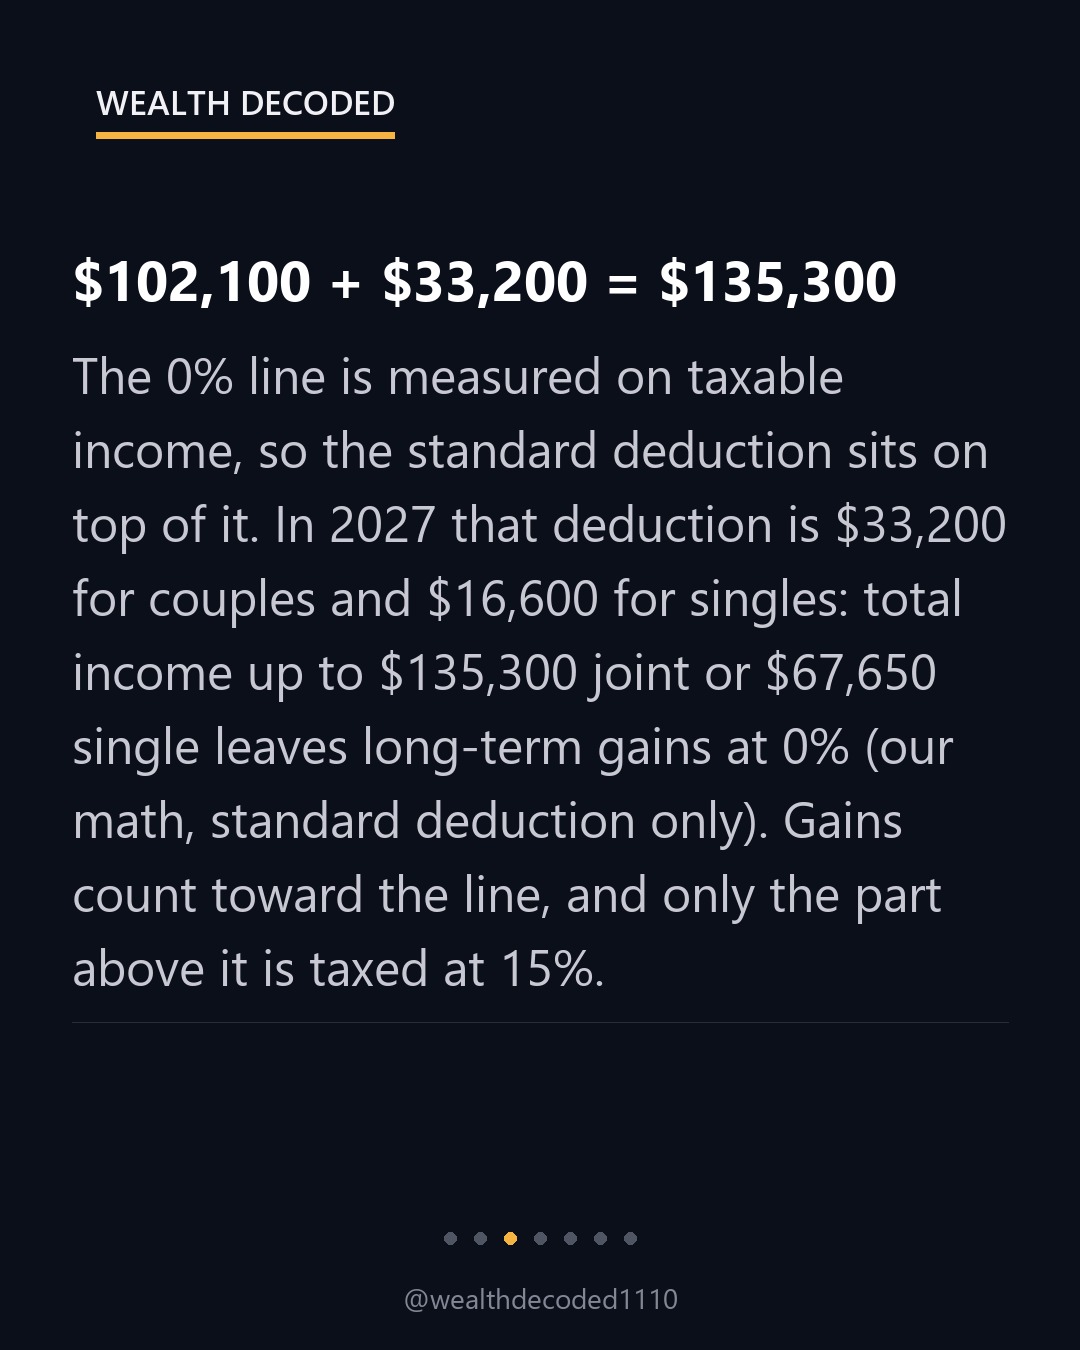 WEALTH DECODED
$102,100 + $33,200 = $135,300
The 0% line is measured on taxable
income, so the standard deduction sits on
top of it. In 2027 that deduction is $33,200
for couples and $16,600 for singles: total
income up to $135,300 joint or $67,650
single leaves long-term gains at 0% (our
math, standard deduction only). Gains
count toward the line, and only the part
above it is taxed at 15%.
@wealthdecoded1110